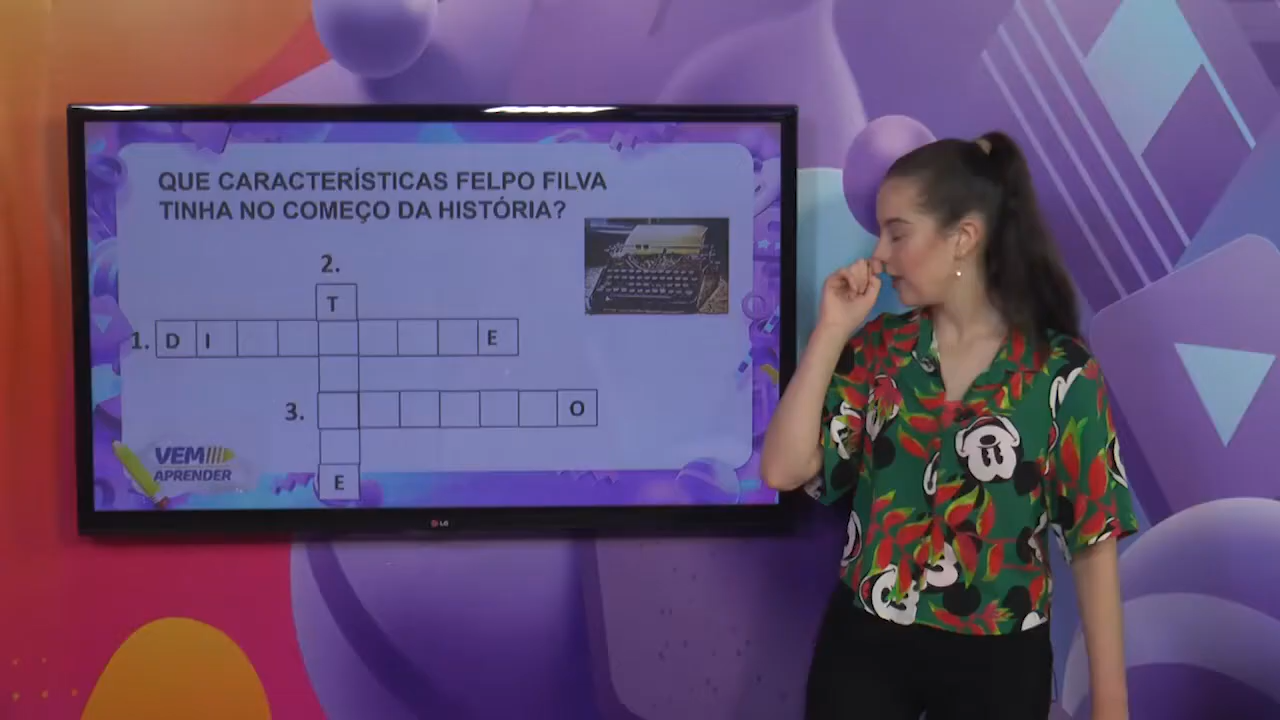 QUE CARACTERÍSTICAS FELPO FILVA
TINHA NO COMEÇO DA HISTÓRIA?
2.
T
1. D I E
3. O
E
VEM
APRENDER
LG